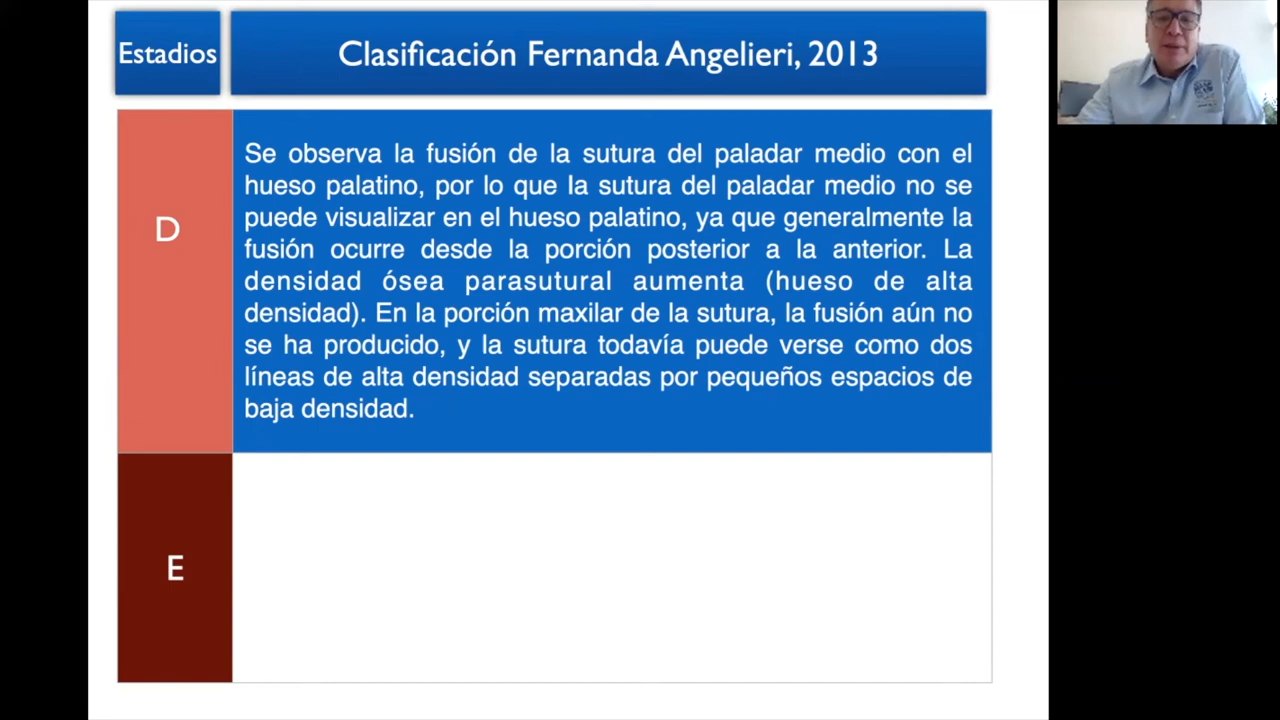 Estadios
Clasificación Fernanda Angelieri, 2013
D
Se observa la fusión de la sutura del paladar medio con el
hueso palatino, por lo que la sutura del paladar medio no se
puede visualizar en el hueso palatino, ya que generalmente la
fusión ocurre desde la porción posterior a la anterior. La
densidad ósea parasutural aumenta (hueso de alta
densidad). En la porción maxilar de la sutura, la fusión aún no
se ha producido, y la sutura todavía puede verse como dos
líneas de alta densidad separadas por pequeños espacios de
baja densidad.
E